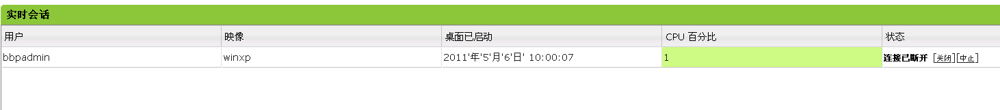 实时会话
用户 映像 桌面已启动 CPU 百分比 状态
bbpadmin winxp 2011'年'5'月'6'日' 10:00:07 1 连接已断开 [关闭][中止]